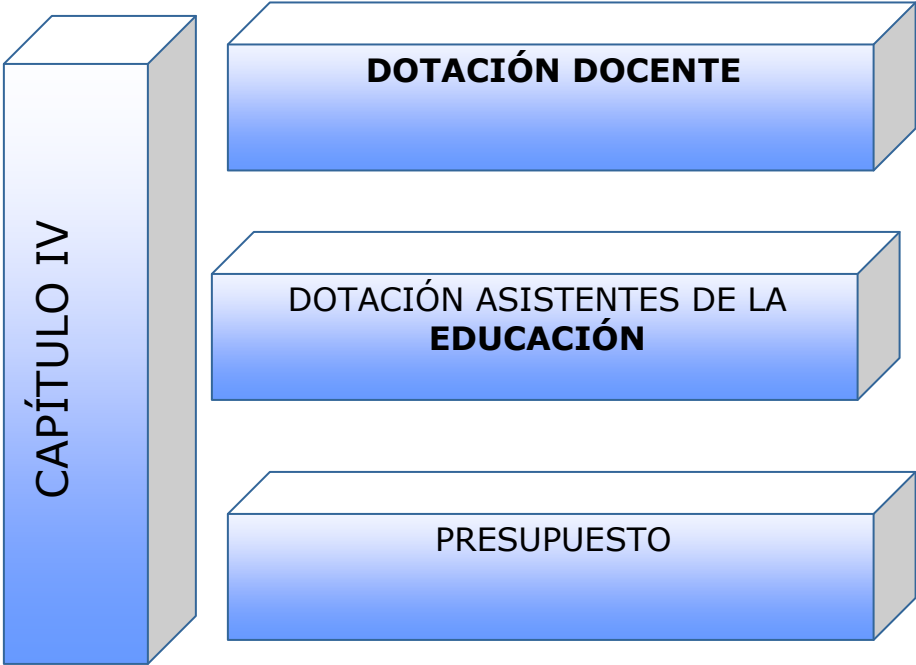 CAPÍTULO IV
DOTACIÓN DOCENTE
DOTACIÓN ASISTENTES DE LA
EDUCACIÓN
PRESUPUESTO